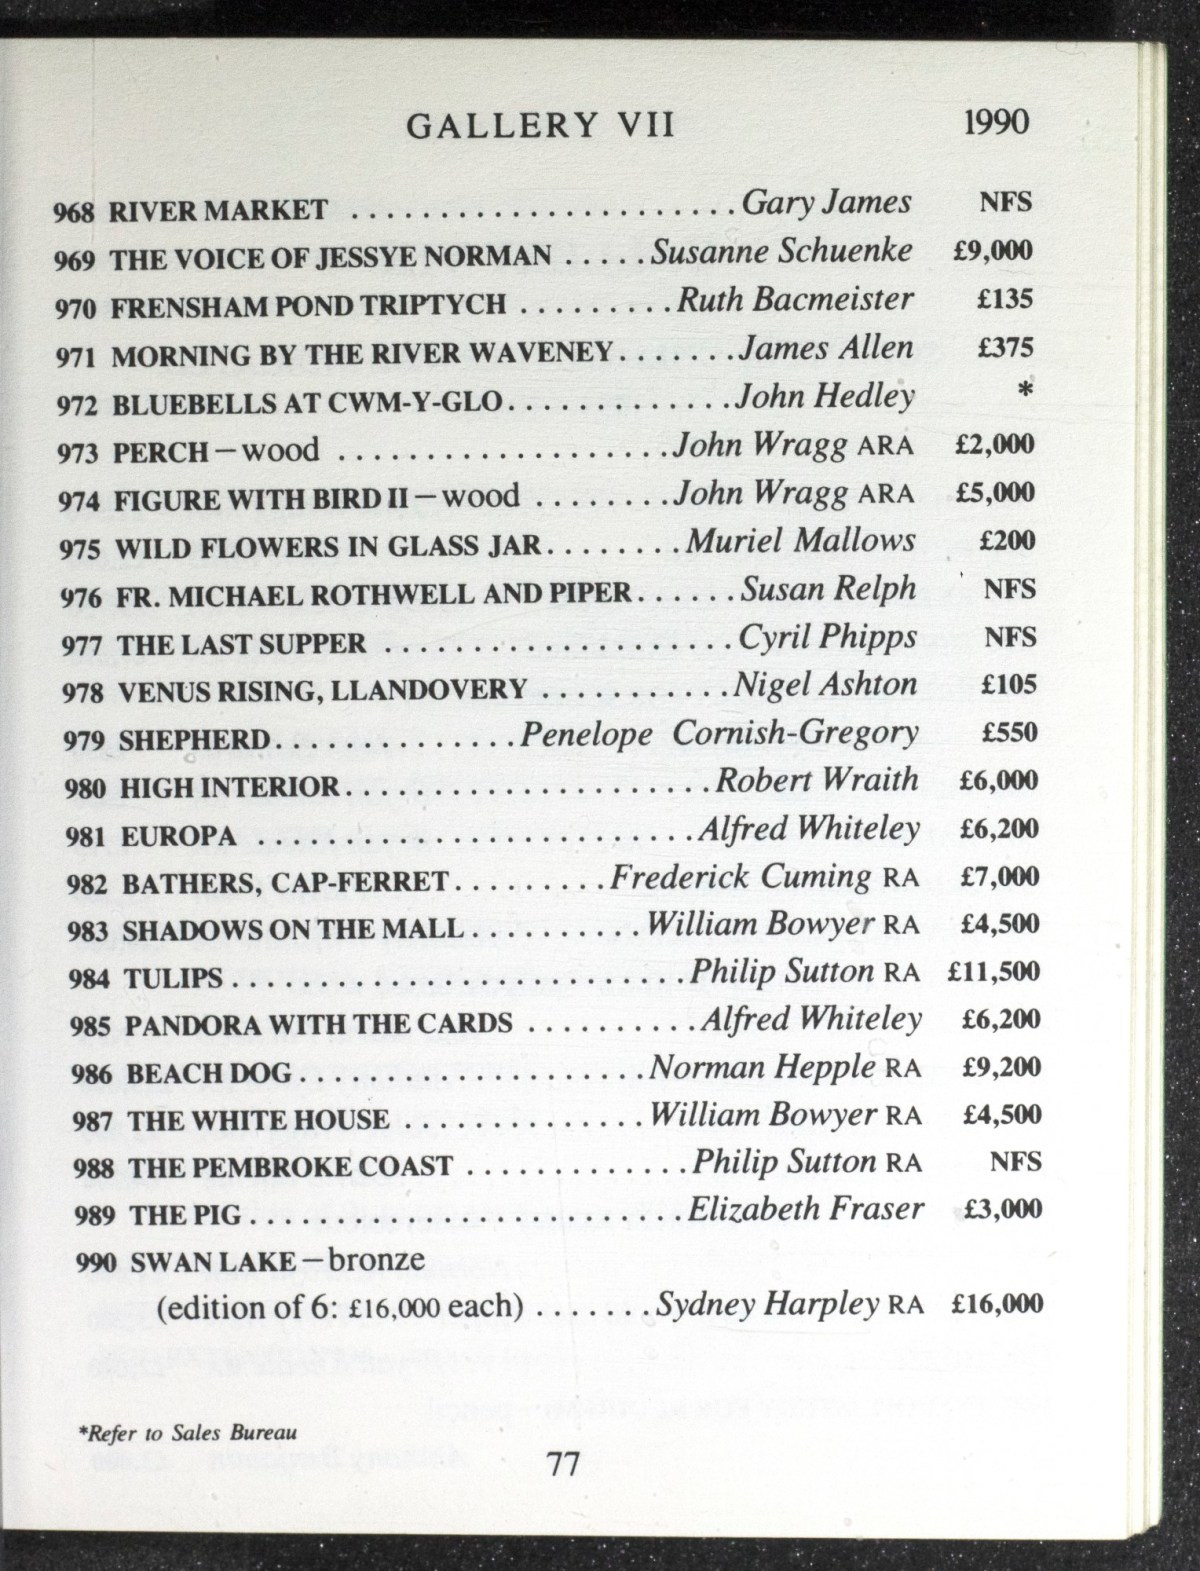 GALLERY VII 1990
968 RIVER MARKET ....................... Gary James NFS
969 THE VOICE OF JESSYE NORMAN ..... Susanne Schuenke £9,000
970 FRENSHAM POND TRIPTYCH ......... Ruth Bacmeister £135
971 MORNING BY THE RIVER WAVENEY ....... James Allen £375
972 BLUEBELLS AT CWM-Y-GLO ............. John Hedley *
973 PERCH—wood .................... John Wragg ARA £2,000
974 FIGURE WITH BIRD II—wood ........ John Wragg ARA £5,000
975 WILD FLOWERS IN GLASS JAR ........ Muriel Mallows £200
976 FR. MICHAEL ROTHWELL AND PIPER ...... Susan Relph NFS
977 THE LAST SUPPER ..................... Cyril Phipps NFS
978 VENUS RISING, LLANDOVERY ........... Nigel Ashton £105
979 SHEPHERD .............. Penelope Cornish-Gregory £550
980 HIGH INTERIOR ...................... Robert Wraith £6,000
981 EUROPA .......................... Alfred Whiteley £6,200
982 BATHERS, CAP-FERRET ......... Frederick Cuming RA £7,000
983 SHADOWS ON THE MALL .......... William Bowyer RA £4,500
984 TULIPS ........................... Philip Sutton RA £11,500
985 PANDORA WITH THE CARDS .......... Alfred Whiteley £6,200
986 BEACH DOG .................... Norman Hepple RA £9,200
987 THE WHITE HOUSE .............. William Bowyer RA £4,500
988 THE PEMBROKE COAST ............. Philip Sutton RA NFS
989 THE PIG .......................... Elizabeth Fraser £3,000
990 SWAN LAKE—bronze
(edition of 6: £16,000 each) ....... Sydney Harpley RA £16,000
*Refer to Sales Bureau
77